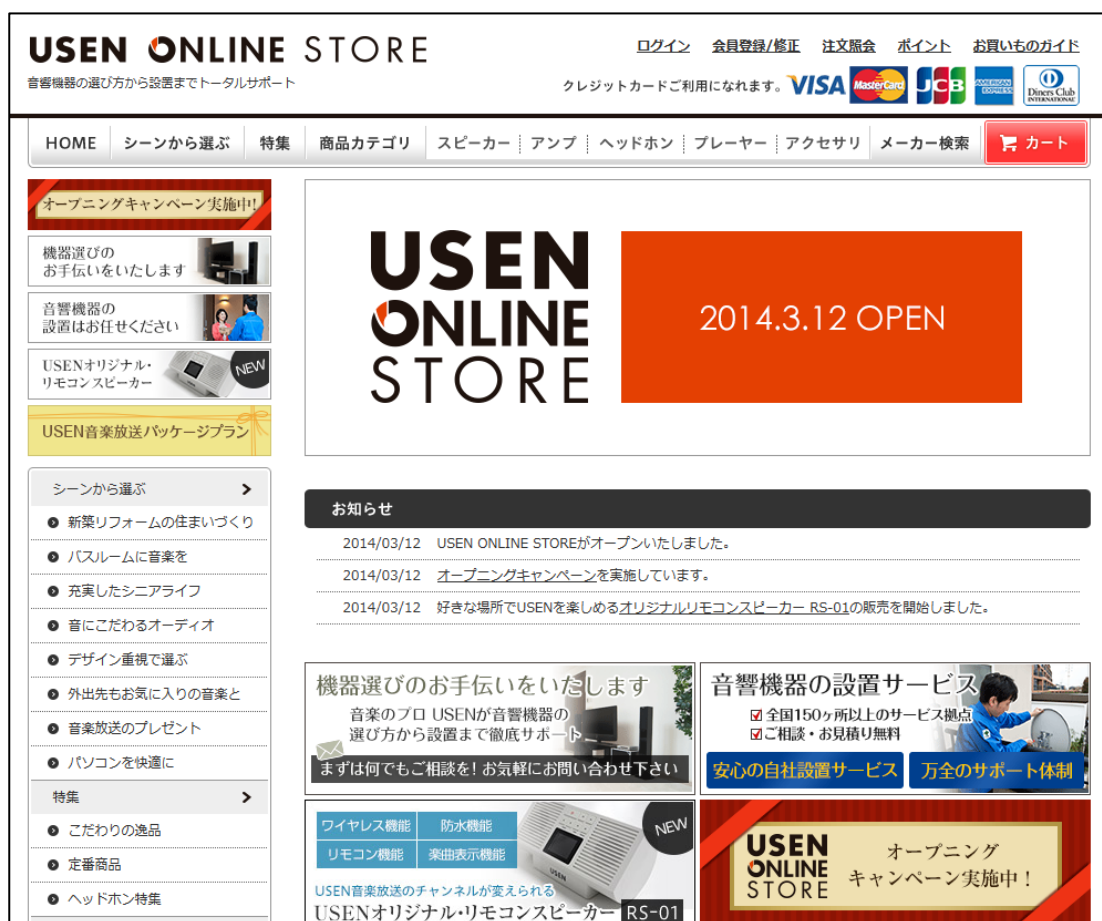 USEN ONLINE STORE
音響機器の選び方から設置までトータルサポート
ログイン 会員登録/修正 注文照会 ポイント お買いものガイド
クレジットカードご利用になれます。 VISA MasterCard JCB AMERICAN EXPRESS Diners Club INTERNATIONAL
HOME シーンから選ぶ 特集 商品カテゴリ スピーカー アンプ ヘッドホン プレーヤー アクセサリ メーカー検索 カート
オープニングキャンペーン実施中!
機器選びの
お手伝いをいたします
音響機器の
設置はお任せください
USENオリジナル・
リモコンスピーカー
NEW
USEN音楽放送パッケージプラン
シーンから選ぶ
新築リフォームの住まいづくり
バスルームに音楽を
充実したシニアライフ
音にこだわるオーディオ
デザイン重視で選ぶ
外出先もお気に入りの音楽と
音楽放送のプレゼント
パソコンを快適に
特集
こだわりの逸品
定番商品
ヘッドホン特集
USEN
ONLINE
STORE
2014.3.12 OPEN
お知らせ
2014/03/12 USEN ONLINE STOREがオープンいたしました。
2014/03/12 オープニングキャンペーンを実施しています。
2014/03/12 好きな場所でUSENを楽しめるオリジナルリモコンスピーカー RS-01の販売を開始しました。
機器選びのお手伝いをいたします
音楽のプロ USENが音響機器の
選び方から設置まで徹底サポート
まずは何でもご相談を! お気軽にお問い合わせ下さい
音響機器の設置サービス
全国150ヶ所以上のサービス拠点
ご相談・お見積り無料
安心の自社設置サービス 万全のサポート体制
ワイヤレス機能 防水機能
リモコン機能 楽曲表示機能
NEW
USEN
USEN音楽放送のチャンネルが変えられる
USENオリジナル・リモコンスピーカー RS-01
USEN
ONLINE
STORE
オープニング
キャンペーン実施中!